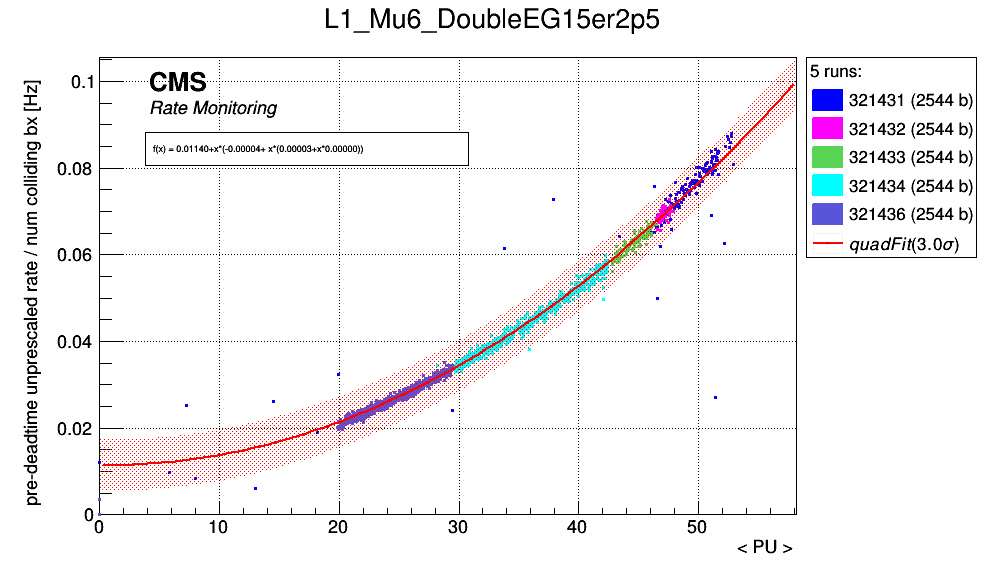 L1_Mu6_DoubleEG15er2p5
pre-deadtime unprescaled rate / num colliding bx [Hz]
0.1
0.08
0.06
0.04
0.02
0
CMS
Rate Monitoring
f(x) = 0.01140+x*(-0.00004+ x*(0.00003+x*0.00000))
0 10 20 30 40 50
< PU >
5 runs:
321431 (2544 b)
321432 (2544 b)
321433 (2544 b)
321434 (2544 b)
321436 (2544 b)
quadFit(3.0σ)